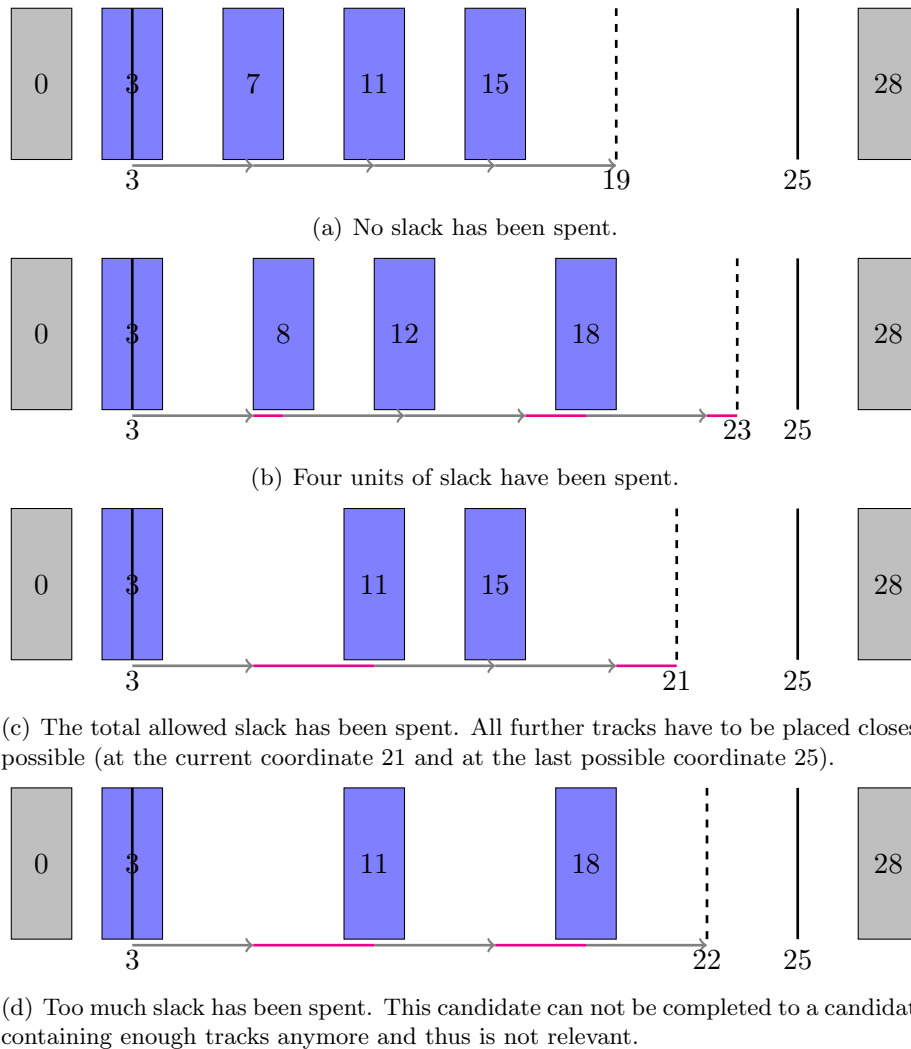 0 3 7 11 15 28
3 19 25
(a) No slack has been spent.
0 3 8 12 18 28
3 23 25
(b) Four units of slack have been spent.
0 3 11 15 28
3 21 25
(c) The total allowed slack has been spent. All further tracks have to be placed closes
possible (at the current coordinate 21 and at the last possible coordinate 25).
0 3 11 18 28
3 22 25
(d) Too much slack has been spent. This candidate can not be completed to a candidat
containing enough tracks anymore and thus is not relevant.